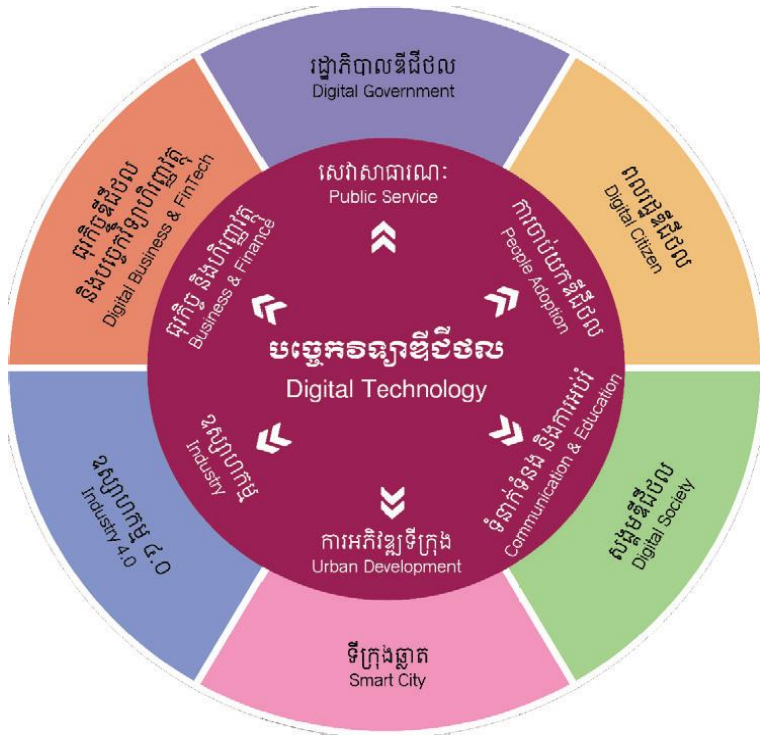 រដ្ឋាភិបាលឌីជីថល
Digital Government
ពលរដ្ឋឌីជីថល
Digital Citizen
សង្គមឌីជីថល
Digital Society
ទីក្រុងឆ្លាត
Smart City
ឧស្សាហកម្ម ៤.០
Industry 4.0
ធុរកិច្ចឌីជីថល
និងបច្ចេកវិទ្យាហិរញ្ញវត្ថុ
Digital Business & FinTech
សេវាសាធារណៈ
Public Service
ការចាប់យកឌីជីថល
People Adoption
ទំនាក់ទំនង និងការអប់រំ
Communication & Education
ការអភិវឌ្ឍទីក្រុង
Urban Development
ឧស្សាហកម្ម
Industry
ធុរកិច្ច និងហិរញ្ញវត្ថុ
Business & Finance
បច្ចេកវិទ្យាឌីជីថល
Digital Technology